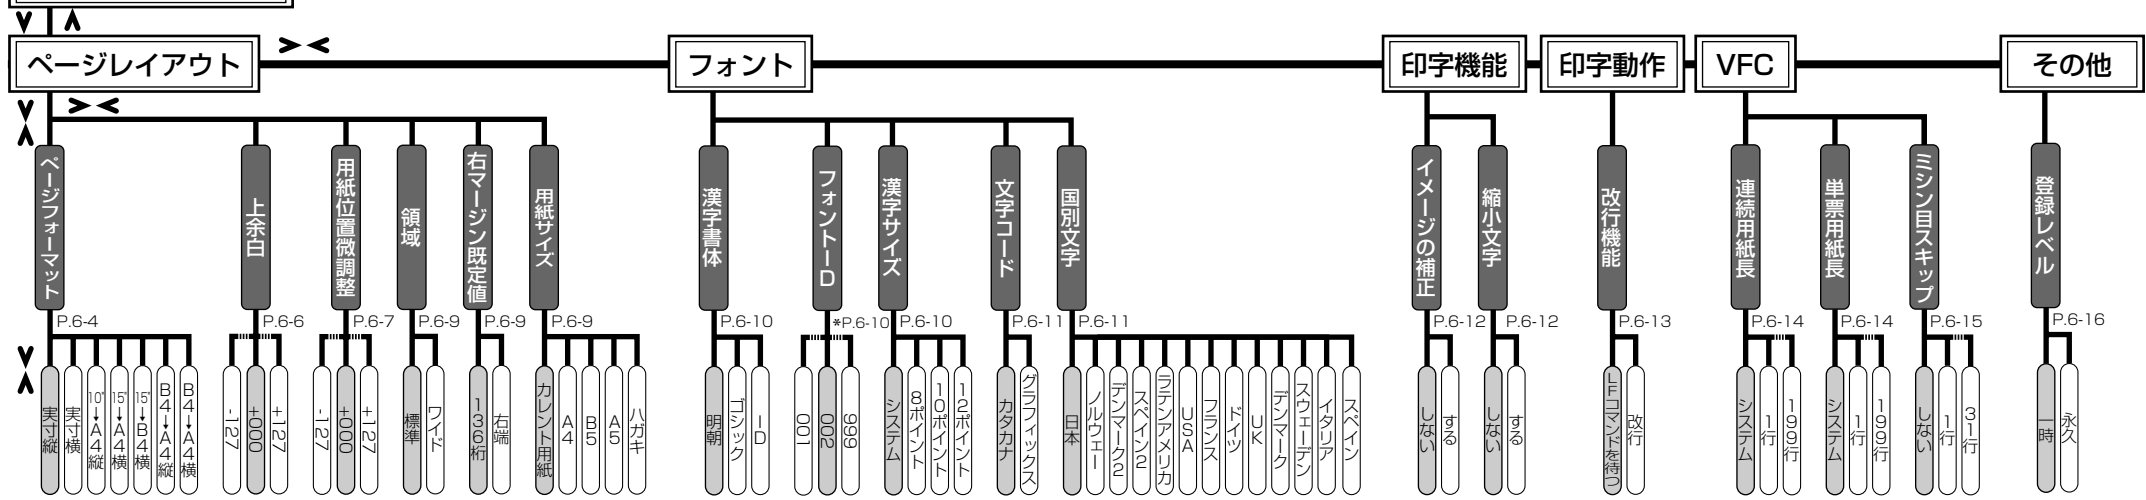 ページレイアウト
フォント
印字機能
印字動作
VFC
その他
ページフォーマット
上余白
用紙位置微調整
領域
右マージン既定値
用紙サイズ
漢字書体
フォントID
漢字サイズ
文字コード
国別文字
イメージの補正
縮小文字
改行機能
連続用紙長
単票用紙長
ミシン目スキップ
登録レベル
P.6-4
P.6-6
P.6-7
P.6-9
P.6-9
P.6-9
P.6-10
*P.6-10
P.6-10
P.6-11
P.6-11
P.6-12
P.6-12
P.6-13
P.6-14
P.6-14
P.6-15
P.6-16
実寸縦
実寸横
10"→A4縦
15"→A4横
15"→B4横
B4→A4縦
B4→A4横
-127
+000
+127
-127
+000
+127
標準
ワイド
136桁
右端
カレント用紙
A4
B5
A5
ハガキ
明朝
ゴシック
ID
001
002
999
システム
8ポイント
10ポイント
12ポイント
カタカナ
グラフィックス
日本
ノルウェー
デンマーク2
スペイン2
ラテンアメリカ
USA
フランス
ドイツ
UK
デンマーク
スウェーデン
イタリア
スペイン
しない
する
しない
する
LFコマンドを待つ
改行
システム
1行
199行
システム
1行
199行
しない
1行
31行
一時
永久